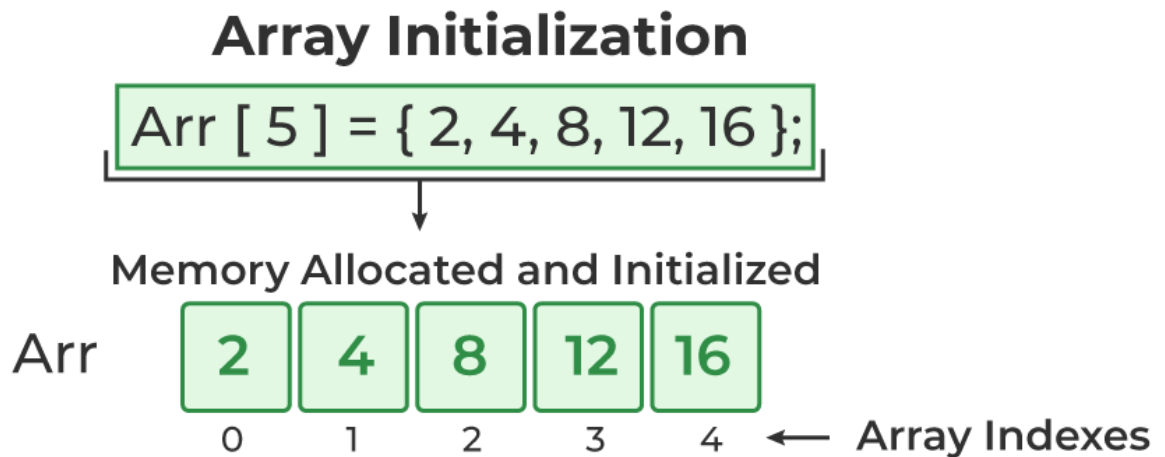 Array Initialization
Arr [ 5 ] = { 2, 4, 8, 12, 16 };
Memory Allocated and Initialized
Arr 2 4 8 12 16
0 1 2 3 4 Array Indexes